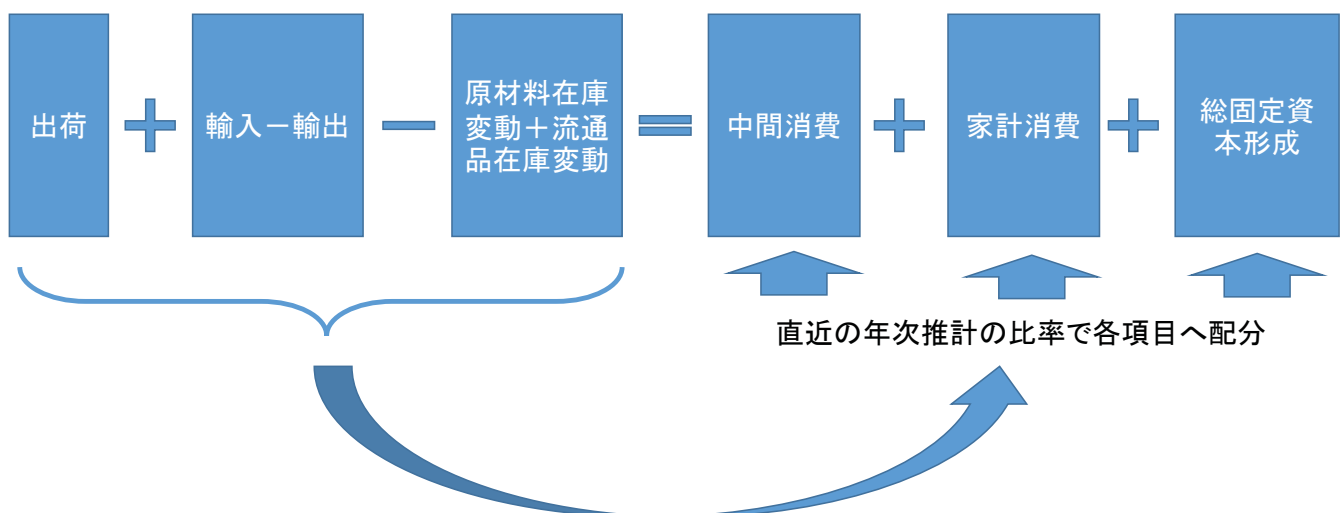 出荷
輸入－輸出
原材料在庫
変動＋流通
品在庫変動
中間消費
家計消費
総固定資
本形成
直近の年次推計の比率で各項目へ配分